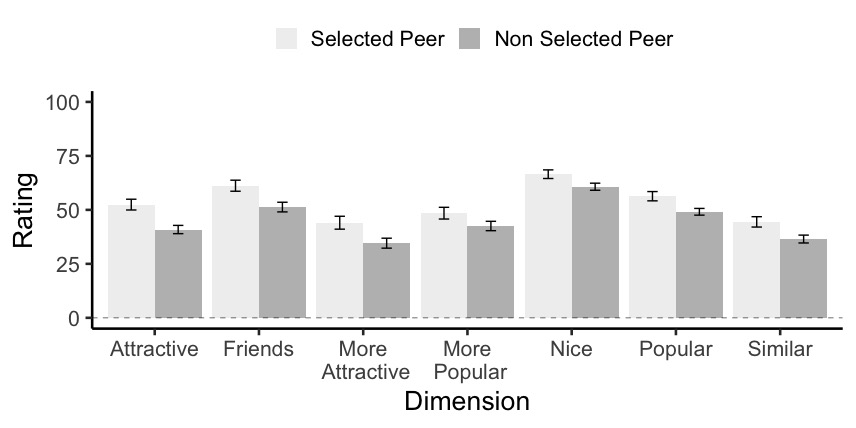 Selected Peer Non Selected Peer
100
75
50
25
0
Rating
Attractive Friends More Attractive More Popular Nice Popular Similar
Dimension